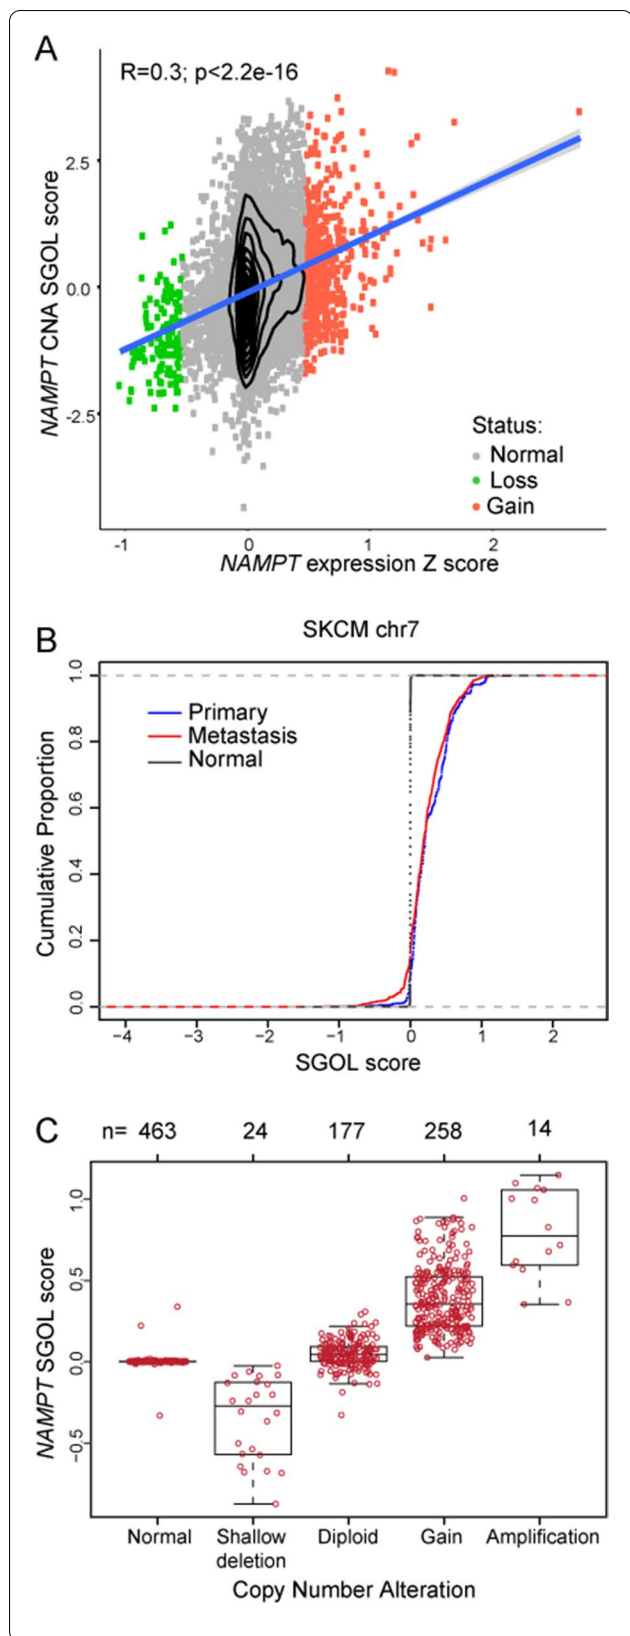 A
R=0.3; p<2.2e-16
NAMPT CNA SGOL score
2.5
0.0
-2.5
Status:
Normal
Loss
Gain
-1 0 1 2
NAMPT expression Z score
B
SKCM chr7
Cumulative Proportion
1.0
0.8
0.6
0.4
0.2
0.0
Primary
Metastasis
Normal
−4 −3 −2 −1 0 1 2
SGOL score
C
n= 463 24 177 258 14
NAMPT SGOL score
1.0
0.5
0.0
−0.5
Normal Shallow deletion Diploid Gain Amplification
Copy Number Alteration